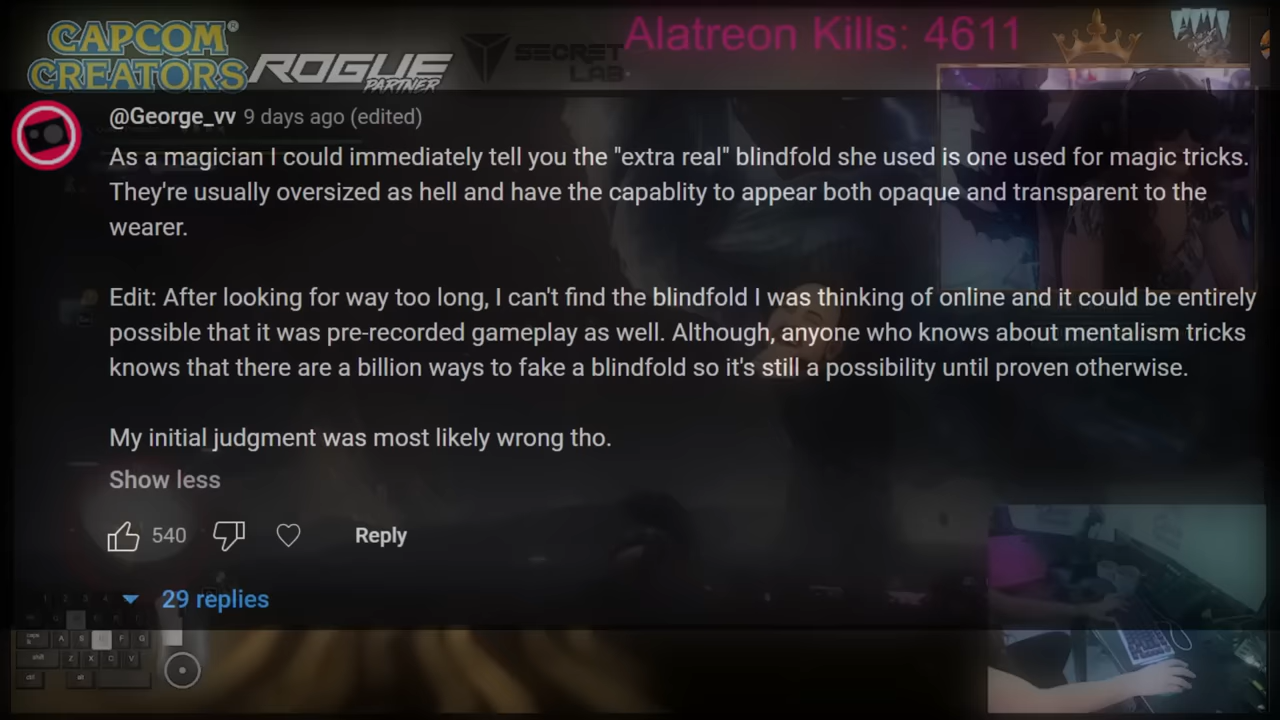 CAPCOM®
CREATORS
ROGUE
PARTNER
SECRET
LAB.
Alatreon Kills: 4611
@George_vv 9 days ago (edited)
As a magician I could immediately tell you the "extra real" blindfold she used is one used for magic tricks.
They're usually oversized as hell and have the capablity to appear both opaque and transparent to the
wearer.
Edit: After looking for way too long, I can't find the blindfold I was thinking of online and it could be entirely
possible that it was pre-recorded gameplay as well. Although, anyone who knows about mentalism tricks
knows that there are a billion ways to fake a blindfold so it's still a possibility until proven otherwise.
My initial judgment was most likely wrong tho.
Show less
540
Reply
29 replies
caps A S F G
shift Z X C V
ctrl alt